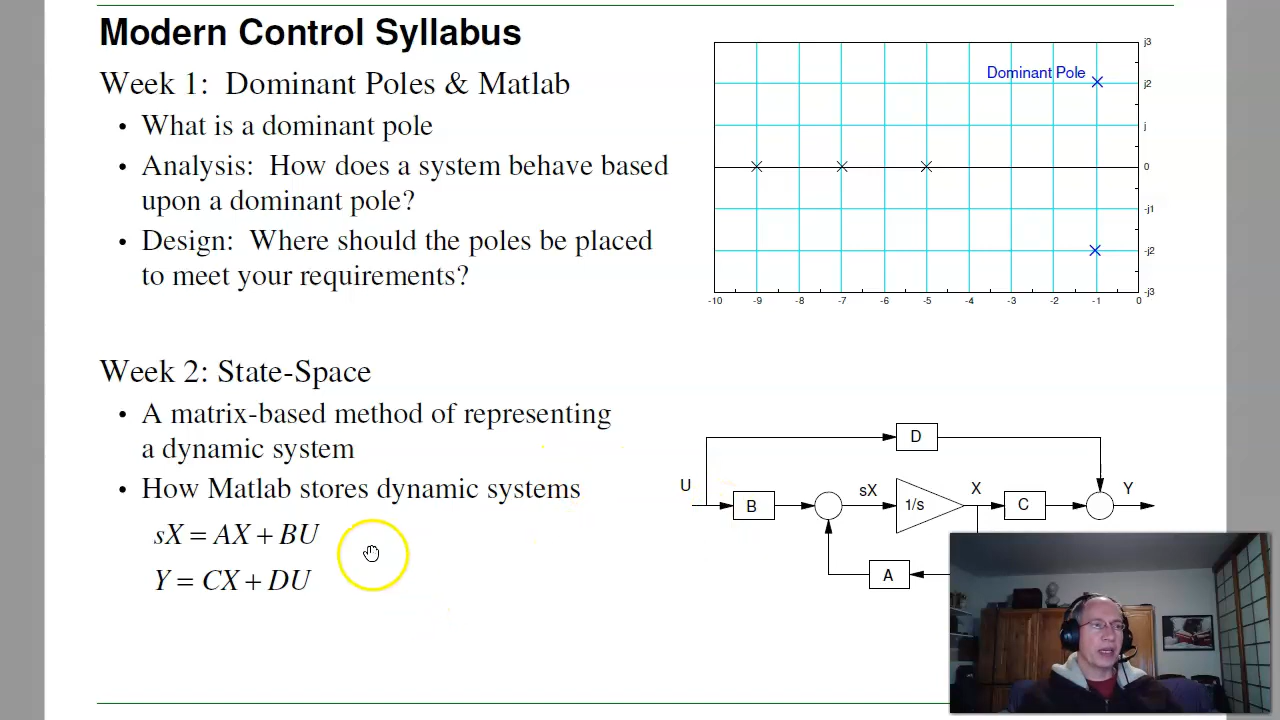 Modern Control Syllabus
Week 1: Dominant Poles & Matlab
• What is a dominant pole
• Analysis: How does a system behave based
upon a dominant pole?
• Design: Where should the poles be placed
to meet your requirements?
Dominant Pole
j3
j2
j
0
-j1
-j2
-j3
-10 -9 -8 -7 -6 -5 -4 -3 -2 -1 0
Week 2: State-Space
• A matrix-based method of representing
a dynamic system
• How Matlab stores dynamic systems
sX = AX + BU
Y = CX + DU
D
U B sX 1/s X C Y
A